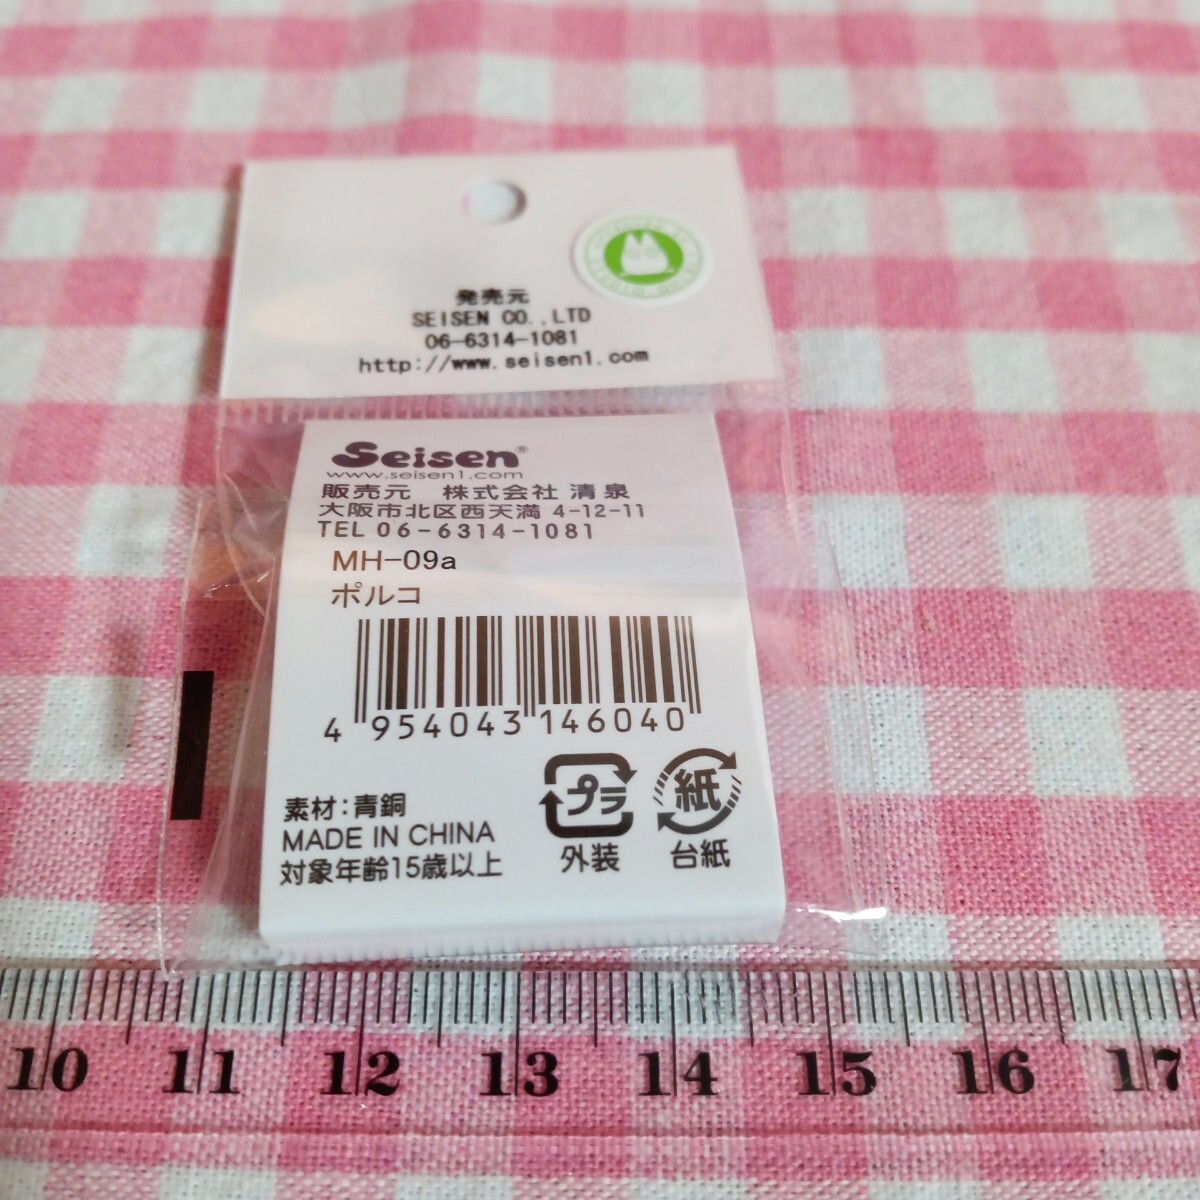 発売元
SEISEN CO.,LTD
06-6314-1081
http://www.seisen1.com
Seisen®
www.seisen1.com
販売元 株式会社 清泉
大阪市北区西天満 4-12-11
TEL 06-6314-1081
MH-09a
ポルコ
4 954043 146040
素材：青銅
MADE IN CHINA
対象年齢15歳以上
プラ
外装
紙
台紙
10 11 12 13 14 15 16 17